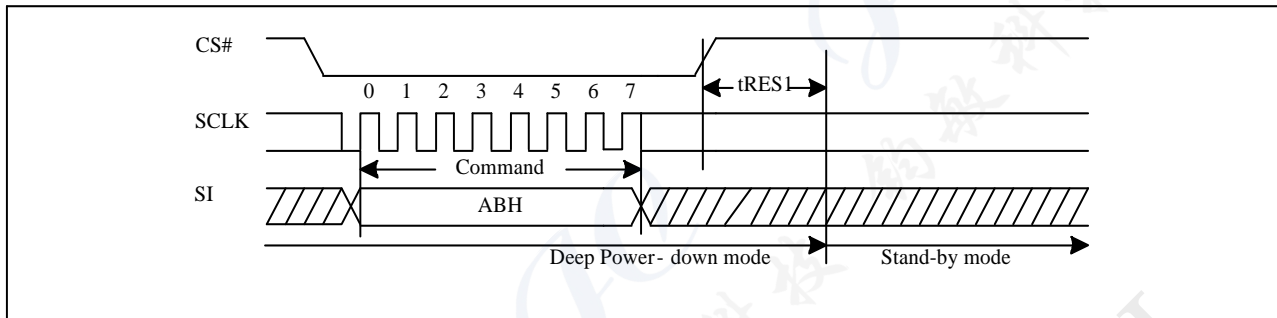 CS#
tRES1
0 1 2 3 4 5 6 7
SCLK
Command
SI
ABH
Deep Power- down mode
Stand-by mode